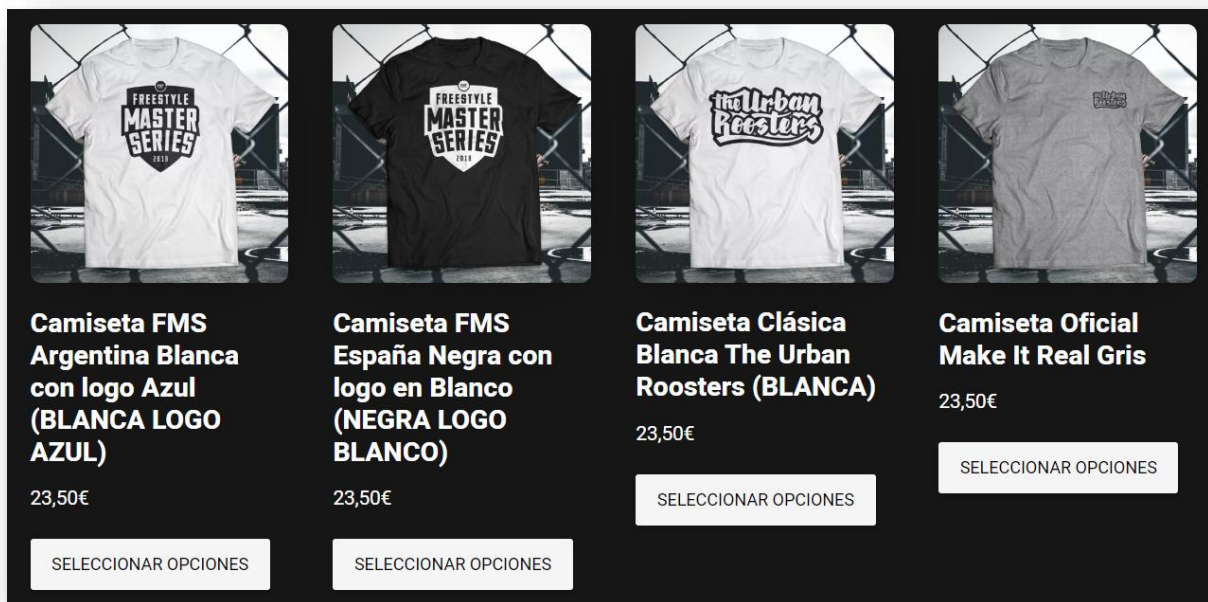 FREESTYLE
MASTER
SERIES
2018
FREESTYLE
MASTER
SERIES
2018
the Urban
Roosters
the Urban
Roosters
Camiseta FMS
Argentina Blanca
con logo Azul
(BLANCA LOGO
AZUL)
23,50€
SELECCIONAR OPCIONES
Camiseta FMS
España Negra con
logo en Blanco
(NEGRA LOGO
BLANCO)
23,50€
SELECCIONAR OPCIONES
Camiseta Clásica
Blanca The Urban
Roosters (BLANCA)
23,50€
SELECCIONAR OPCIONES
Camiseta Oficial
Make It Real Gris
23,50€
SELECCIONAR OPCIONES